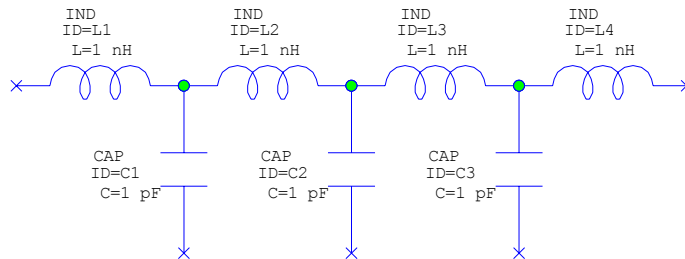 IND
ID=L1
L=1 nH
IND
ID=L2
L=1 nH
IND
ID=L3
L=1 nH
IND
ID=L4
L=1 nH
CAP
ID=C1
C=1 pF
CAP
ID=C2
C=1 pF
CAP
ID=C3
C=1 pF